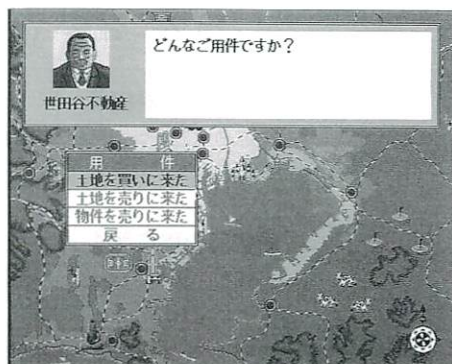 どんなご用件ですか？
世田谷不動産
用　件
土地を買いに来た
土地を売りに来た
物件を売りに来た
戻　る